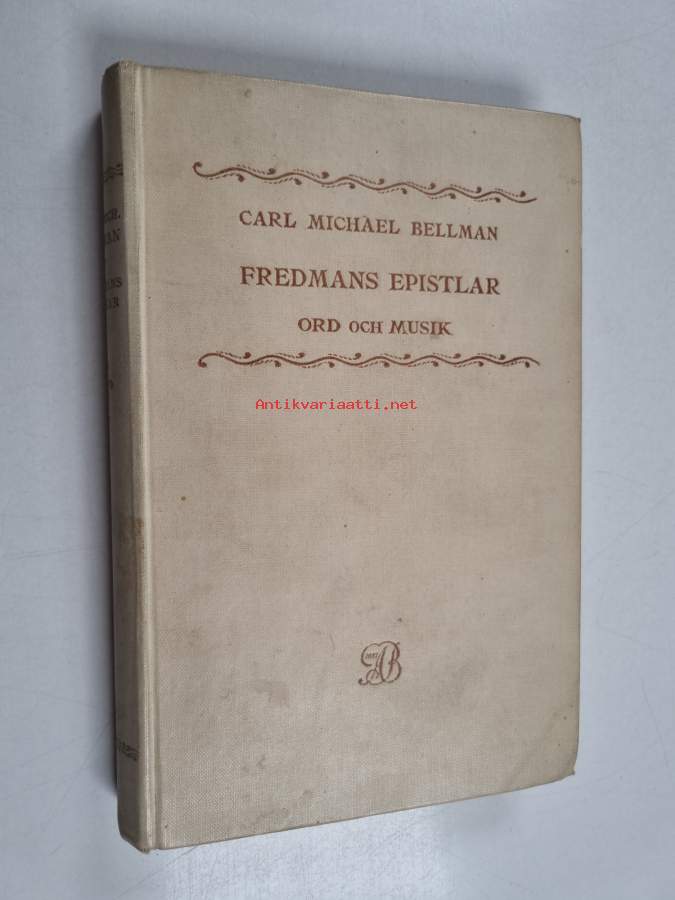 CARL MICHAEL BELLMAN
FREDMANS EPISTLAR
ORD OCH MUSIK
Antikvariaatti.net